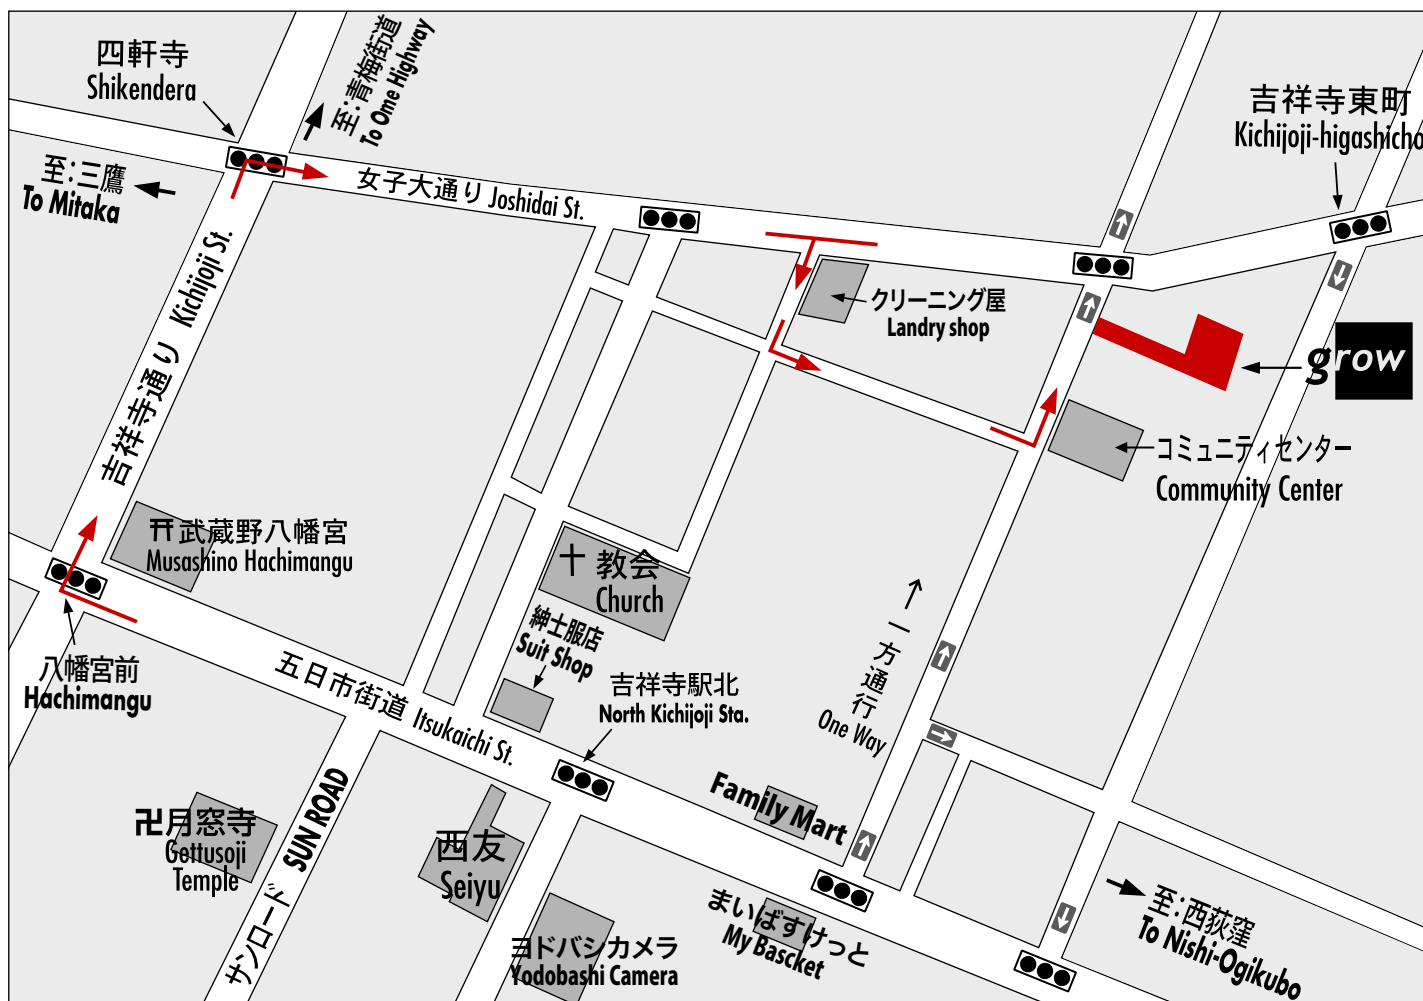 四軒寺
Shikendera
至:青梅街道
To Ome Highway
吉祥寺東町
Kichijoji-higashicho
至:三鷹
To Mitaka
女子大通り Joshidai St.
吉祥寺通り Kichijoji St.
クリーニング屋
Landry shop
grow
コミュニティセンター
Community Center
武蔵野八幡宮
Musashino Hachimangu
教会
Church
紳士服店
Suit Shop
八幡宮前
Hachimangu
五日市街道 Itsukaichi St.
吉祥寺駅北
North Kichijoji Sta.
一方通行
One Way
Family Mart
卍月窓寺
Gettusoji
Temple
サンロード SUN ROAD
西友
Seiyu
まいばすけっと
My Bascket
ヨドバシカメラ
Yodobashi Camera
至:西荻窪
To Nishi-Ogikubo